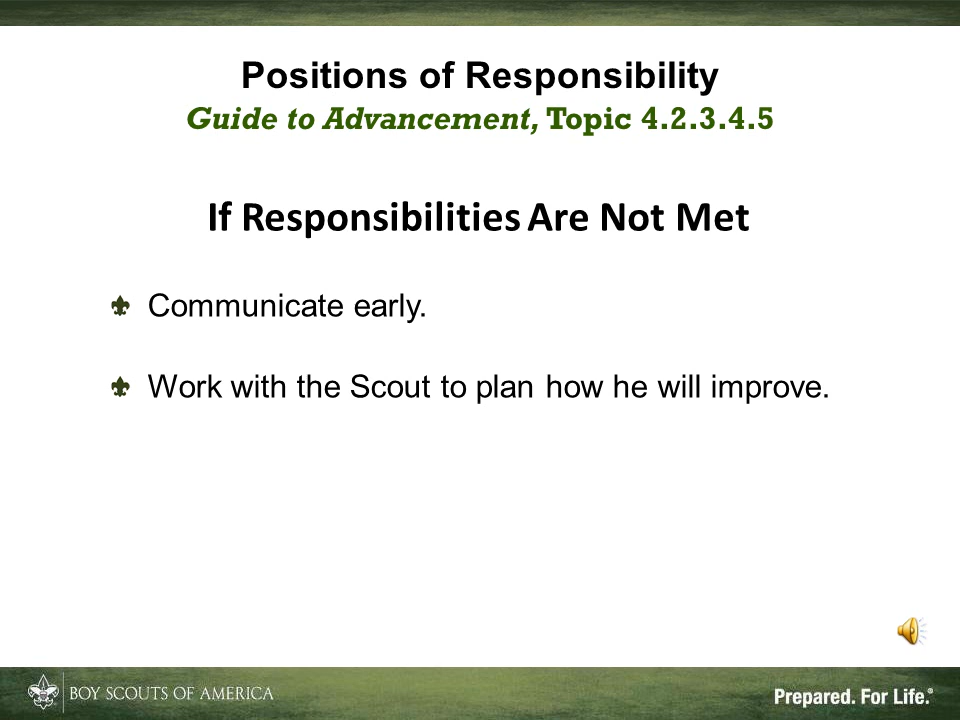 Positions of Responsibility
Guide to Advancement, Topic 4.2.3.4.5
If Responsibilities Are Not Met
Communicate early.
Work with the Scout to plan how he will improve.
BOY SCOUTS OF AMERICA
Prepared. For Life.®